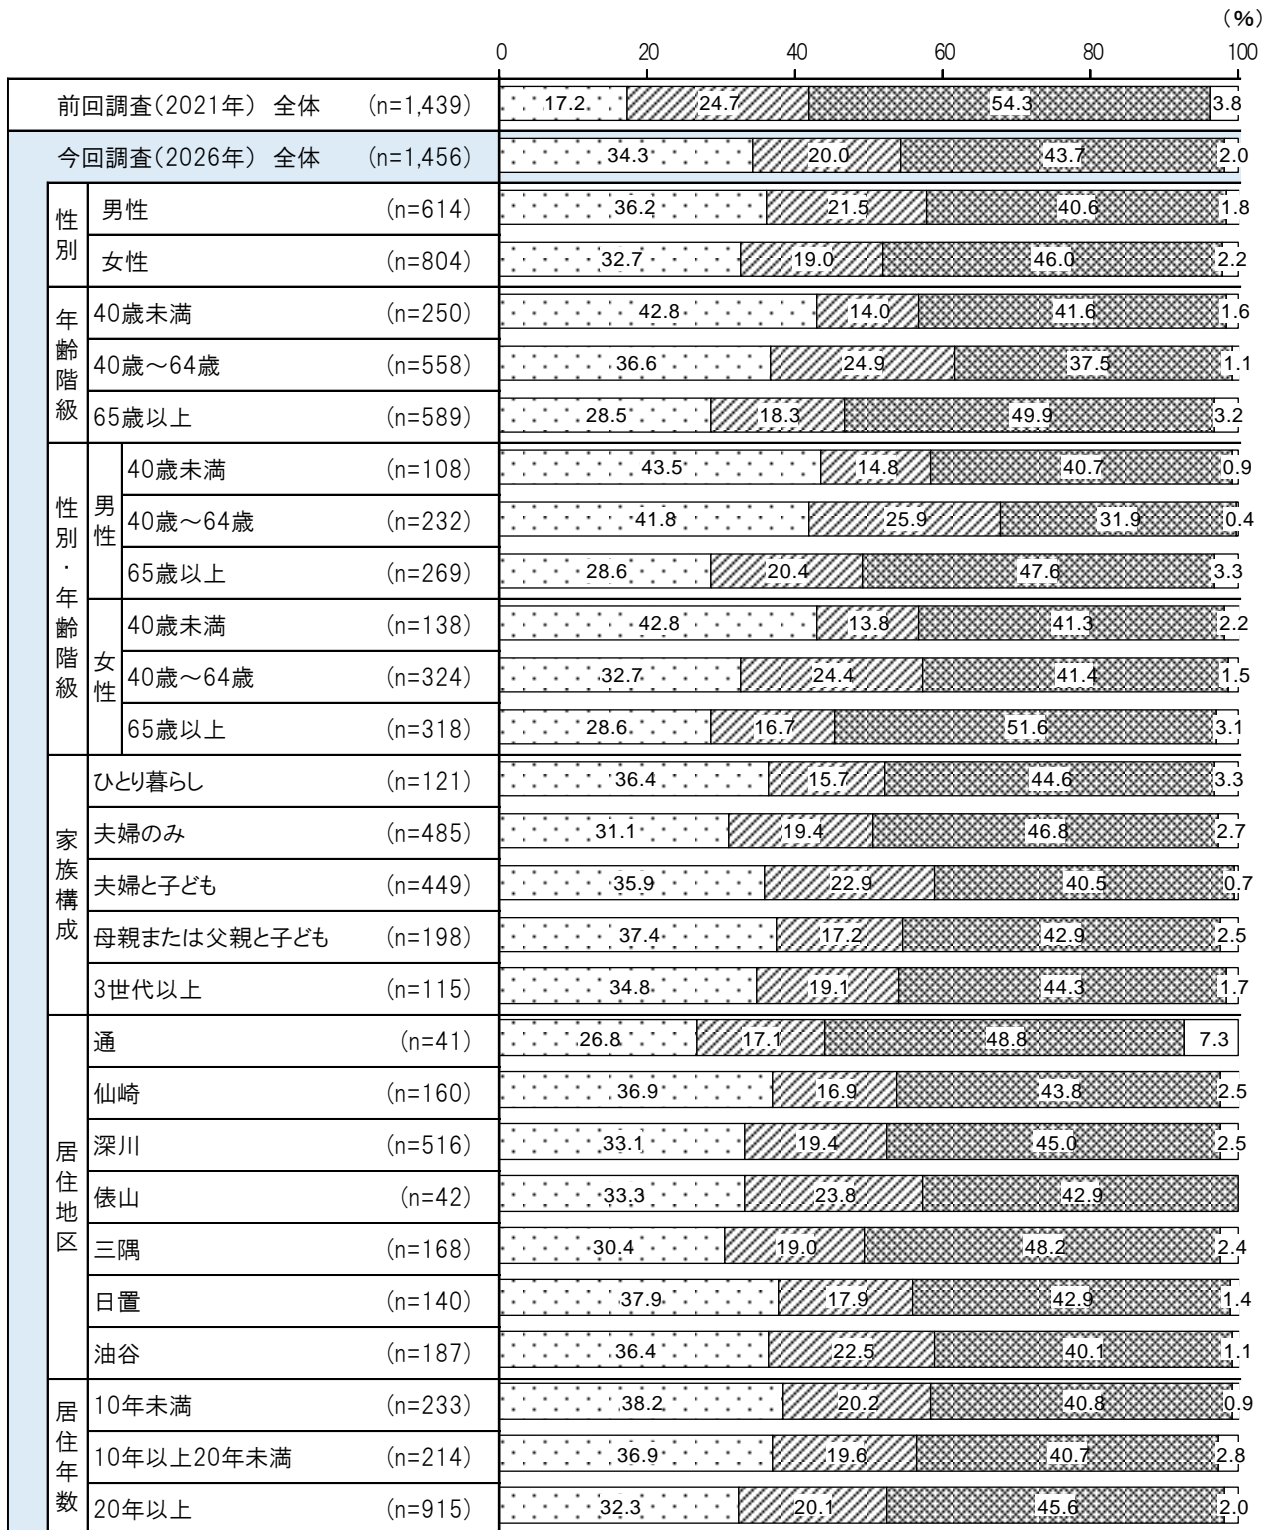 (%)
0 20 40 60 80 100
前回調査(2021年) 全体 (n=1,439) 17.2 24.7 54.3 3.8
今回調査(2026年) 全体 (n=1,456) 34.3 20.0 43.7 2.0
性別
男性 (n=614) 36.2 21.5 40.6 1.8
女性 (n=804) 32.7 19.0 46.0 2.2
年齢階級
40歳未満 (n=250) 42.8 14.0 41.6 1.6
40歳～64歳 (n=558) 36.6 24.9 37.5 1.1
65歳以上 (n=589) 28.5 18.3 49.9 3.2
性別・年齢階級
男性
40歳未満 (n=108) 43.5 14.8 40.7 0.9
40歳～64歳 (n=232) 41.8 25.9 31.9 0.4
65歳以上 (n=269) 28.6 20.4 47.6 3.3
女性
40歳未満 (n=138) 42.8 13.8 41.3 2.2
40歳～64歳 (n=324) 32.7 24.4 41.4 1.5
65歳以上 (n=318) 28.6 16.7 51.6 3.1
家族構成
ひとり暮らし (n=121) 36.4 15.7 44.6 3.3
夫婦のみ (n=485) 31.1 19.4 46.8 2.7
夫婦と子ども (n=449) 35.9 22.9 40.5 0.7
母親または父親と子ども (n=198) 37.4 17.2 42.9 2.5
3世代以上 (n=115) 34.8 19.1 44.3 1.7
居住地区
通 (n=41) 26.8 17.1 48.8 7.3
仙崎 (n=160) 36.9 16.9 43.8 2.5
深川 (n=516) 33.1 19.4 45.0 2.5
俵山 (n=42) 33.3 23.8 42.9
三隅 (n=168) 30.4 19.0 48.2 2.4
日置 (n=140) 37.9 17.9 42.9 1.4
油谷 (n=187) 36.4 22.5 40.1 1.1
居住年数
10年未満 (n=233) 38.2 20.2 40.8 0.9
10年以上20年未満 (n=214) 36.9 19.6 40.7 2.8
20年以上 (n=915) 32.3 20.1 45.6 2.0